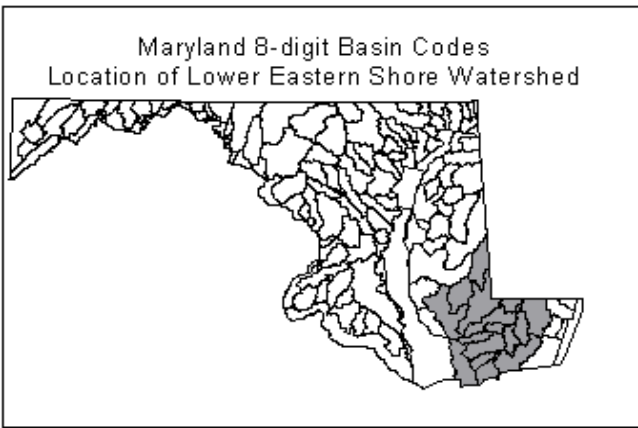 Maryland 8-digit Basin Codes
Location of Lower Eastern Shore Watershed